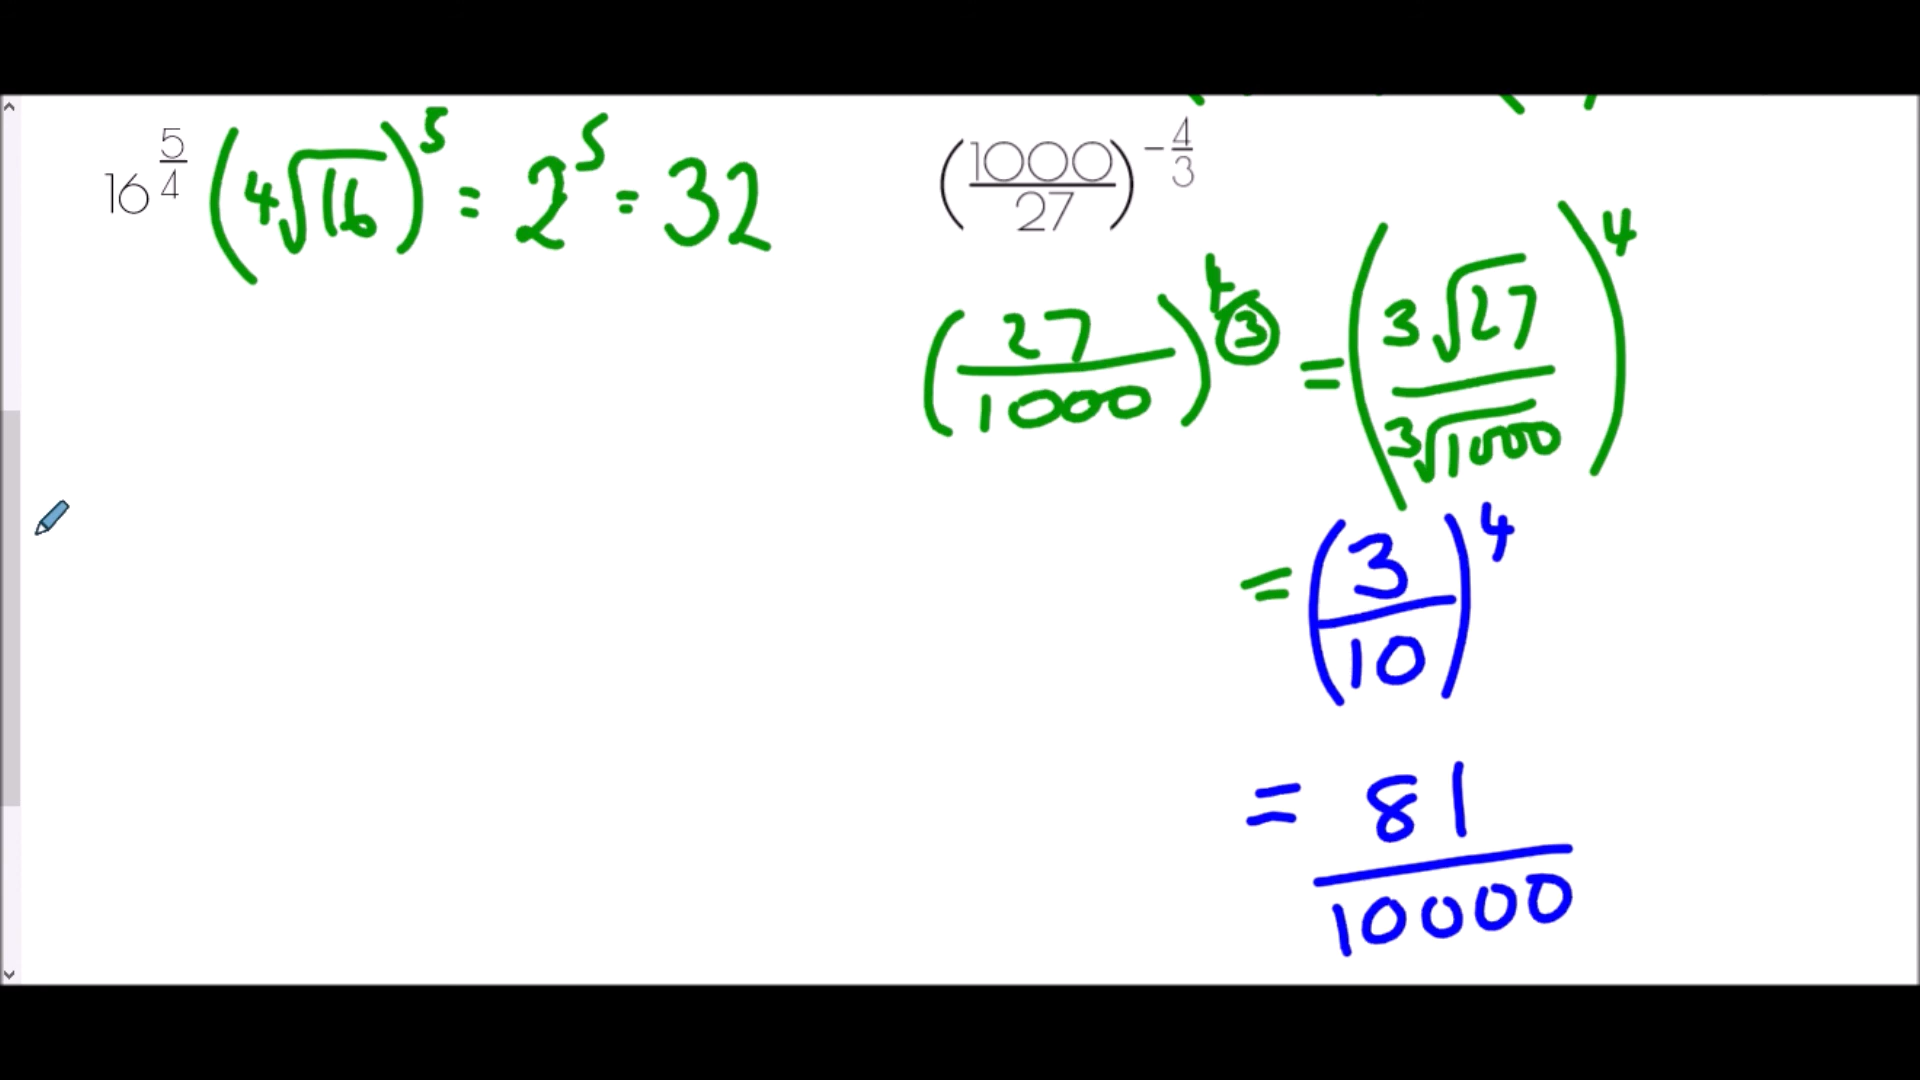 16^{5/4} (⁴√16)^5 = 2^5 = 32
(1000/27)^{-4/3}
(27/1000)^{4/3} = (3√27 / 3√1000)^4
= (3/10)^4
= 81/10000